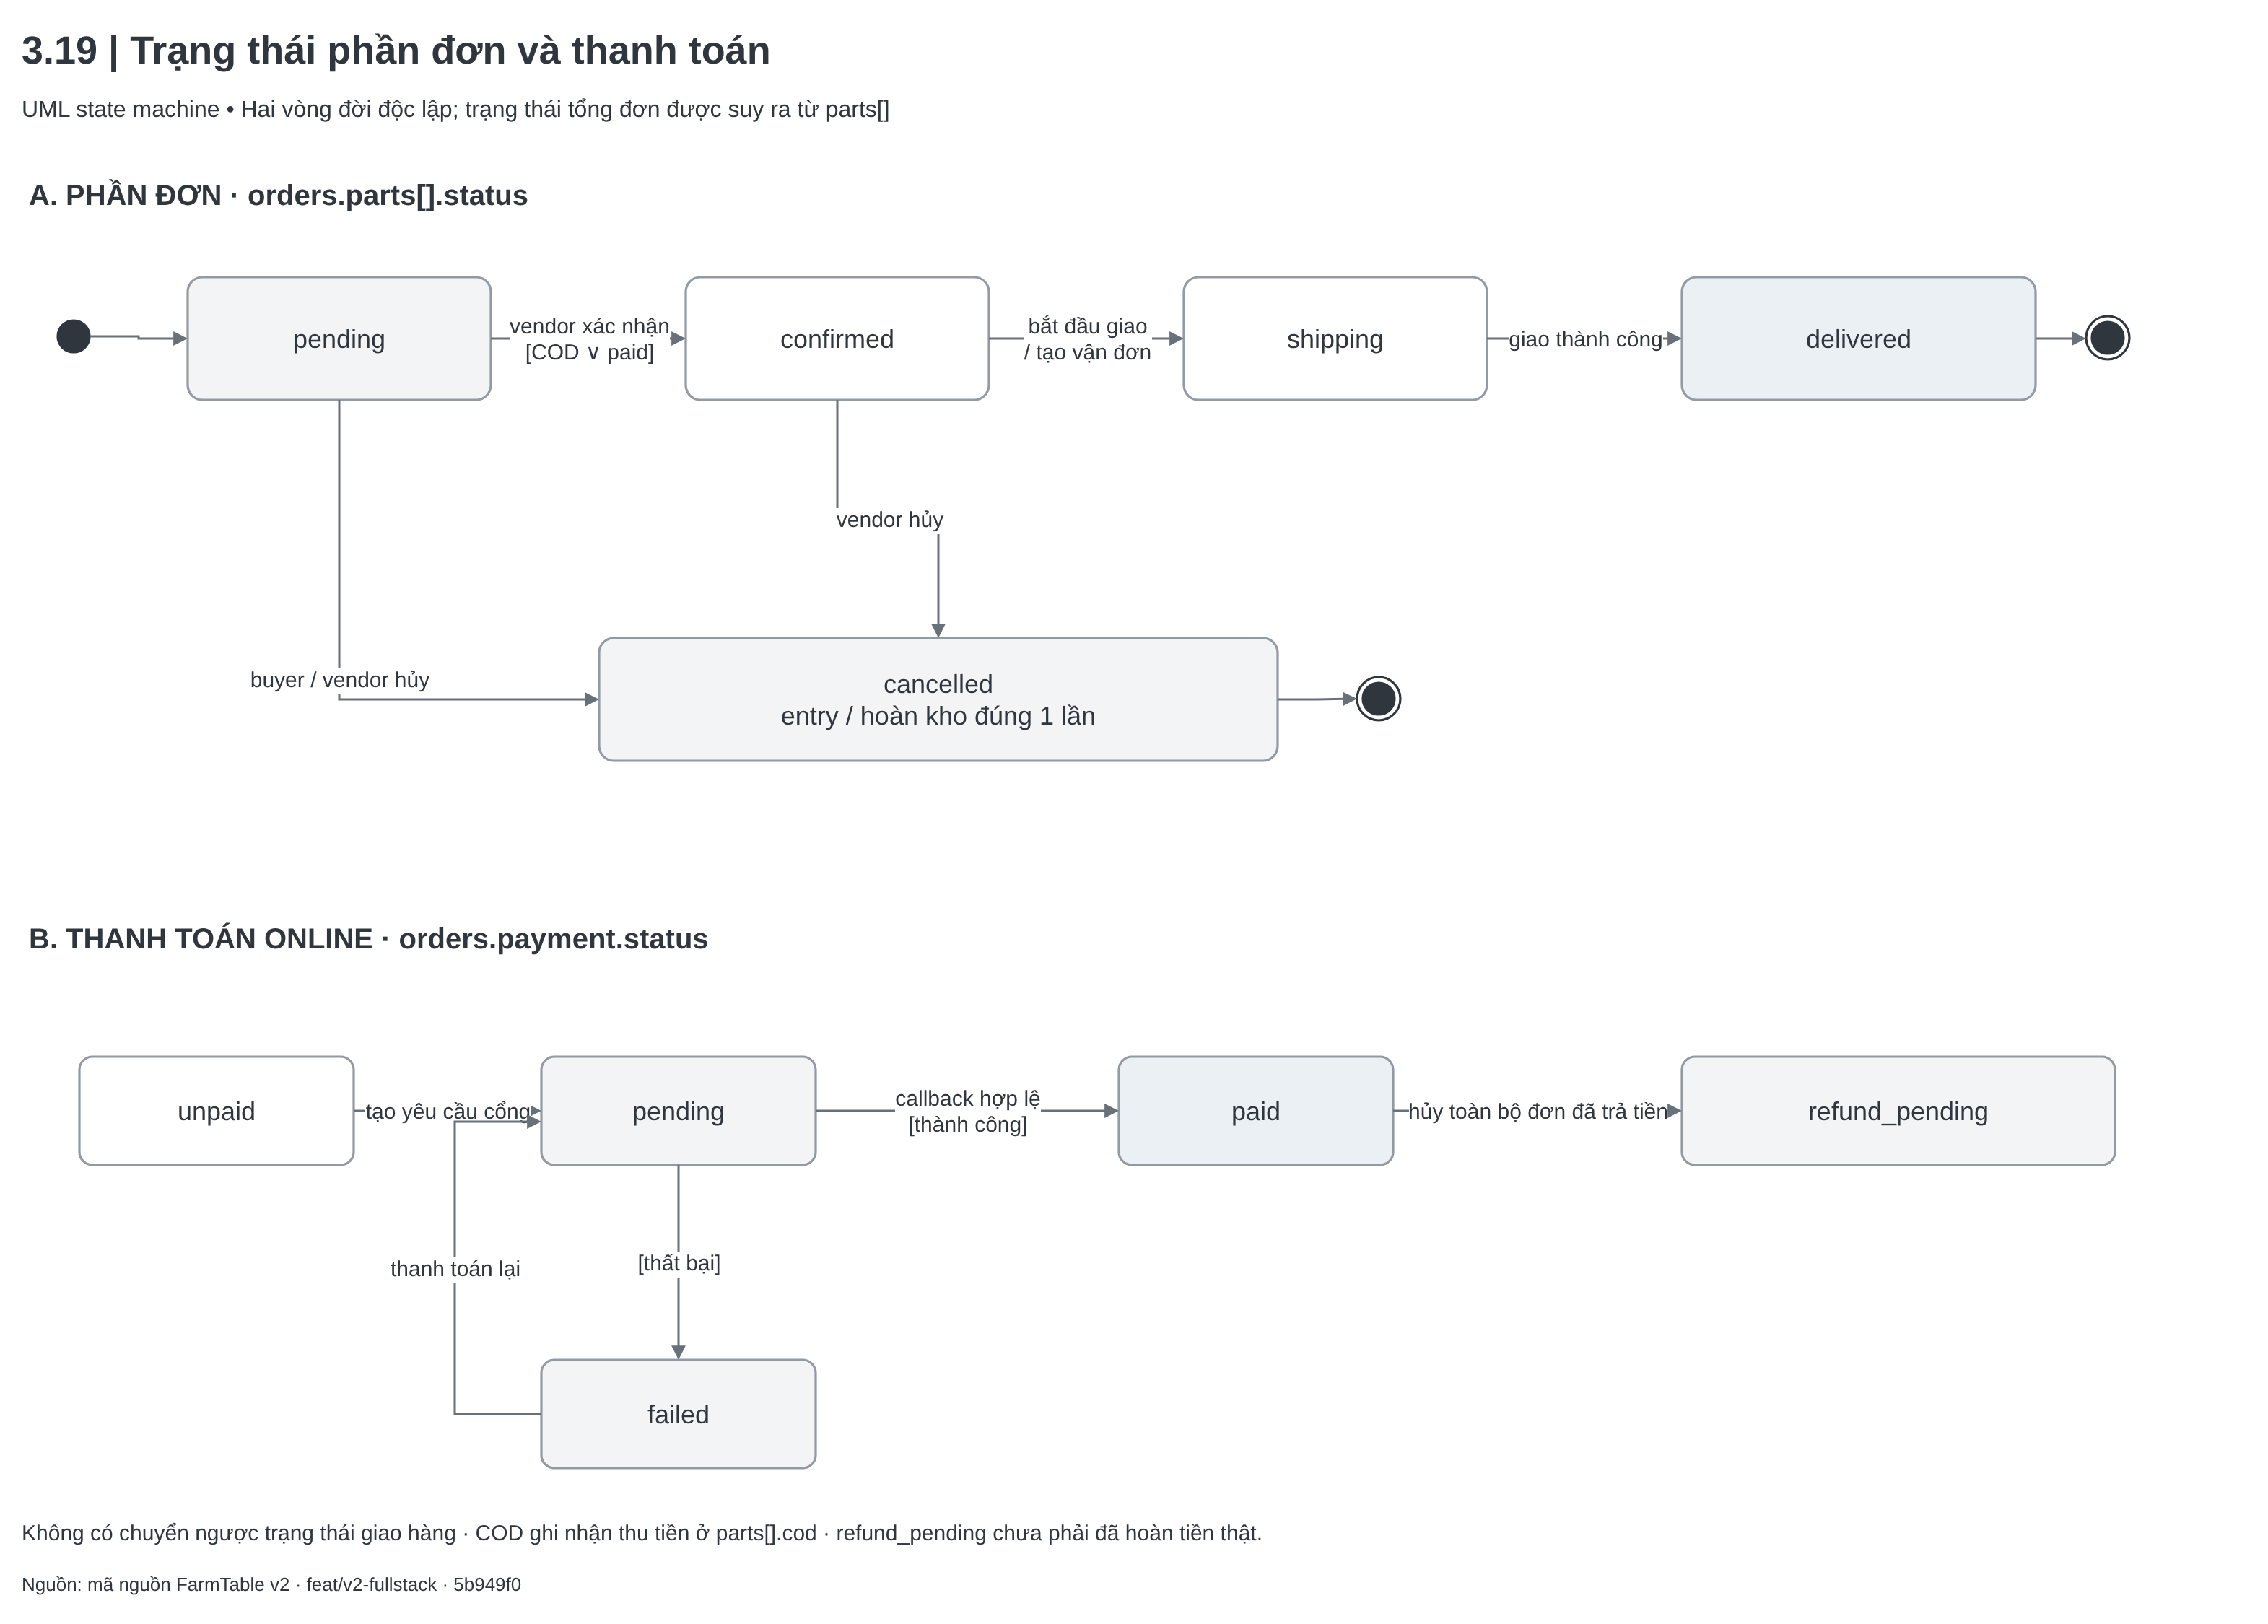 3.19 | Trạng thái phần đơn và thanh toán
UML state machine • Hai vòng đời độc lập; trạng thái tổng đơn được suy ra từ parts[]
A. PHẦN ĐƠN · orders.parts[].status
pending
vendor xác nhận
[COD ∨ paid]
confirmed
bắt đầu giao
/ tạo vận đơn
shipping
giao thành công
delivered
vendor hủy
buyer / vendor hủy
cancelled
entry / hoàn kho đúng 1 lần
B. THANH TOÁN ONLINE · orders.payment.status
unpaid
tạo yêu cầu cổng
pending
callback hợp lệ
[thành công]
paid
hủy toàn bộ đơn đã trả tiền
refund_pending
thanh toán lại
[thất bại]
failed
Không có chuyển ngược trạng thái giao hàng · COD ghi nhận thu tiền ở parts[].cod · refund_pending chưa phải đã hoàn tiền thật.
Nguồn: mã nguồn FarmTable v2 · feat/v2-fullstack · 5b949f0